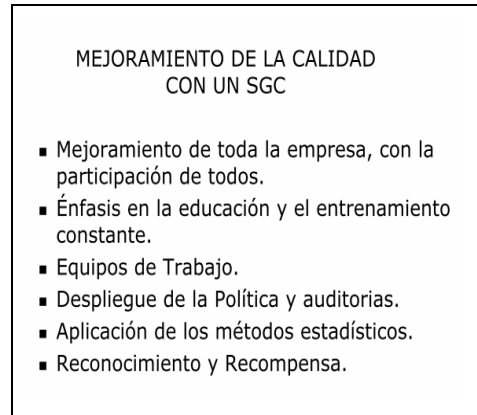 MEJORAMIENTO DE LA CALIDAD
CON UN SGC
▪ Mejoramiento de toda la empresa, con la
participación de todos.
▪ Énfasis en la educación y el entrenamiento
constante.
▪ Equipos de Trabajo.
▪ Despliegue de la Política y auditorias.
▪ Aplicación de los métodos estadísticos.
▪ Reconocimiento y Recompensa.